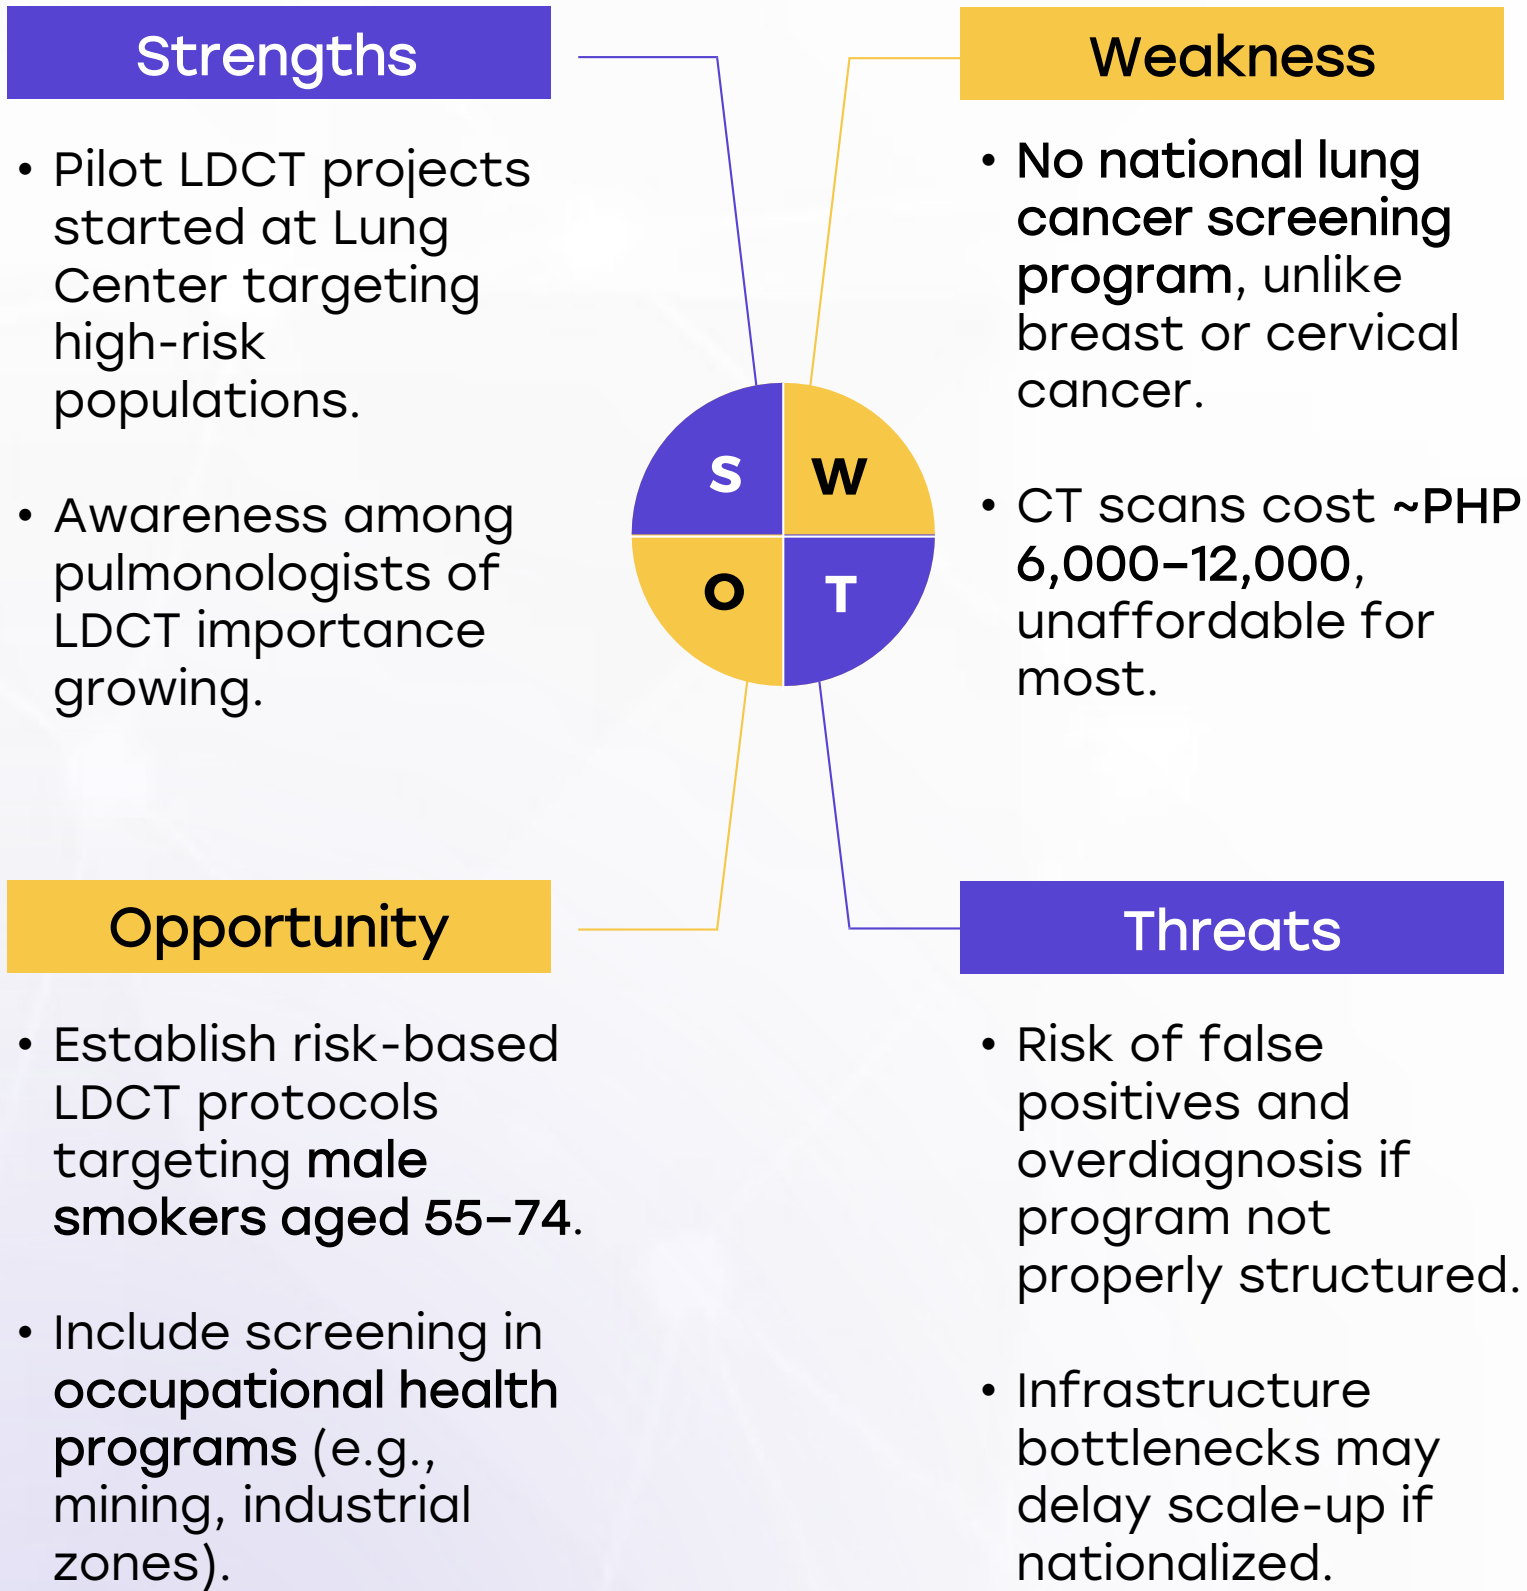 Strengths
• Pilot LDCT projects
started at Lung
Center targeting
high-risk
populations.
• Awareness among
pulmonologists of
LDCT importance
growing.
Weakness
• No national lung
cancer screening
program, unlike
breast or cervical
cancer.
• CT scans cost ~PHP
6,000–12,000,
unaffordable for
most.
S W
O T
Opportunity
• Establish risk-based
LDCT protocols
targeting male
smokers aged 55–74.
• Include screening in
occupational health
programs (e.g.,
mining, industrial
zones).
Threats
• Risk of false
positives and
overdiagnosis if
program not
properly structured.
• Infrastructure
bottlenecks may
delay scale-up if
nationalized.